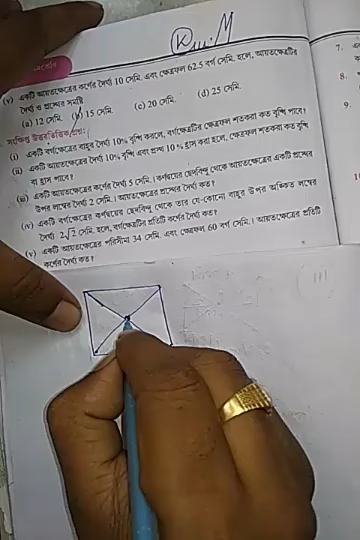 K
(v) একটি আয়তক্ষেত্রের কর্ণের দৈর্ঘ্য 10 সেমি. এবং ক্ষেত্রফল 62.5 বর্গ সেমি. হলে, আয়তক্ষেত্রটির
দৈর্ঘ্য ও প্রস্থের সমষ্টি
(a) 12 সেমি. (b) 15 সেমি. (c) 20 সেমি. (d) 25 সেমি.
সংক্ষিপ্ত উত্তরভিত্তিক প্রশ্ন:
(i) একটি বর্গক্ষেত্রের বাহুর দৈর্ঘ্য 10% বৃদ্ধি করলে, বর্গক্ষেত্রটির ক্ষেত্রফল শতকরা কত বৃদ্ধি পাবে?
(ii) একটি আয়তক্ষেত্রের দৈর্ঘ্য 10% বৃদ্ধি এবং প্রস্থ 10% হ্রাস করা হলে, ক্ষেত্রফল শতকরা কত বৃদ্ধি
বা হ্রাস পাবে?
(iii) একটি আয়তক্ষেত্রের কর্ণের দৈর্ঘ্য 5 সেমি.। কর্ণদ্বয়ের ছেদবিন্দু থেকে আয়তক্ষেত্রের একটি প্রস্থের
উপর লম্বের দৈর্ঘ্য 2 সেমি.। আয়তক্ষেত্রের প্রস্থের দৈর্ঘ্য কত?
(iv) একটি বর্গক্ষেত্রের কর্ণদ্বয়ের ছেদবিন্দু থেকে তার যে-কোনো বাহুর উপর অঙ্কিত লম্বের
দৈর্ঘ্য 2√2 সেমি. হলে, বর্গক্ষেত্রটির প্রতিটি কর্ণের দৈর্ঘ্য কত?
(v) একটি আয়তক্ষেত্রের পরিসীমা 34 সেমি. এবং ক্ষেত্রফল 60 বর্গ সেমি.। আয়তক্ষেত্রের প্রতিটি
কর্ণের দৈর্ঘ্য কত?
7.
8.
9.